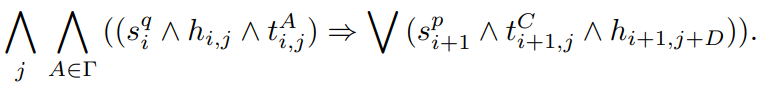 ⋀_j ⋀_{A∈Γ} ((s_i^q ∧ h_{i,j} ∧ t_{i,j}^A) ⇒ ⋁ (s_{i+1}^p ∧ t_{i+1,j}^C ∧ h_{i+1,j+D})).